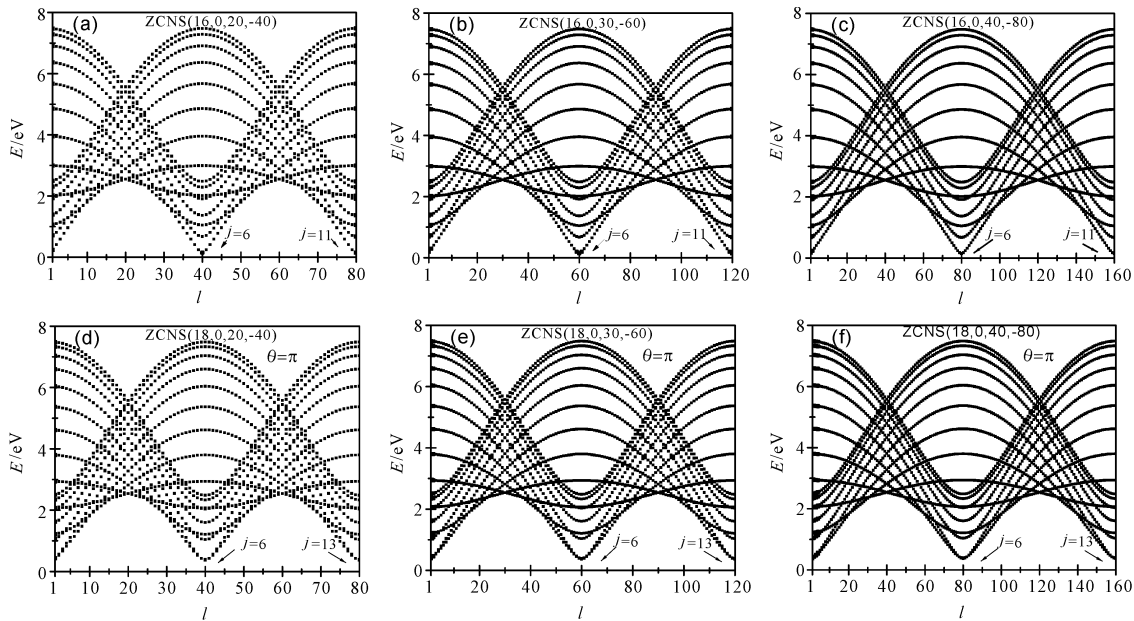 (a) ZCNS(16,0,20,-40)
E/eV
8
6
4
2
0
j=6
j=11
1 10 20 30 40 50 60 70 80
l
(b) ZCNS(16,0,30,-60)
E/eV
8
6
4
2
0
j=6
j=11
1 20 40 60 80 100 120
l
(c) ZCNS(16,0,40,-80)
E/eV
8
6
4
2
0
j=6
j=11
1 20 40 60 80 100 120 140 160
l
(d) ZCNS(18,0,20,-40)
θ=π
E/eV
8
6
4
2
0
j=6
j=13
1 10 20 30 40 50 60 70 80
l
(e) ZCNS(18,0,30,-60)
θ=π
E/eV
8
6
4
2
0
j=6
j=13
1 20 40 60 80 100 120
l
(f) ZCNS(18,0,40,-80)
θ=π
E/eV
8
6
4
2
0
j=6
j=13
1 20 40 60 80 100 120 140 160
l